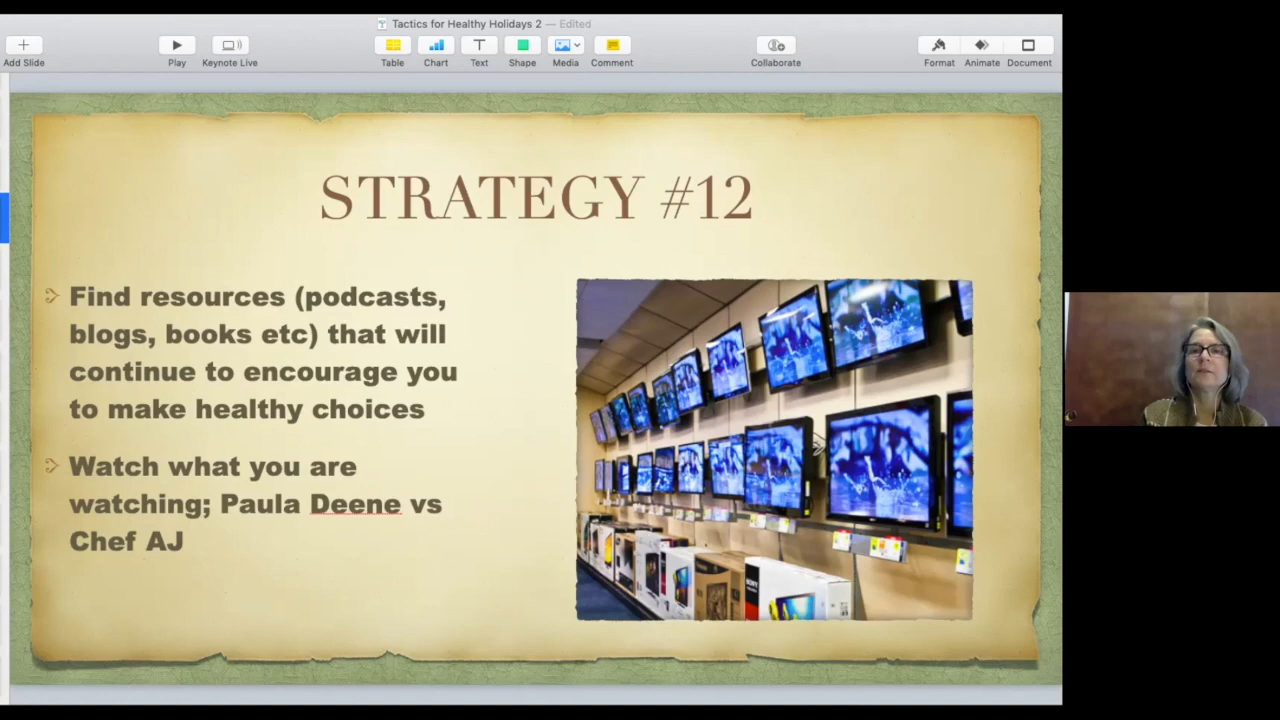 Tactics for Healthy Holidays 2 — Edited
Add Slide
Play
Keynote Live
Table
Chart
Text
Shape
Media
Comment
Collaborate
Format
Animate
Document
STRATEGY #12
Find resources (podcasts,
blogs, books etc) that will
continue to encourage you
to make healthy choices
Watch what you are
watching; Paula Deene vs
Chef AJ
SONY